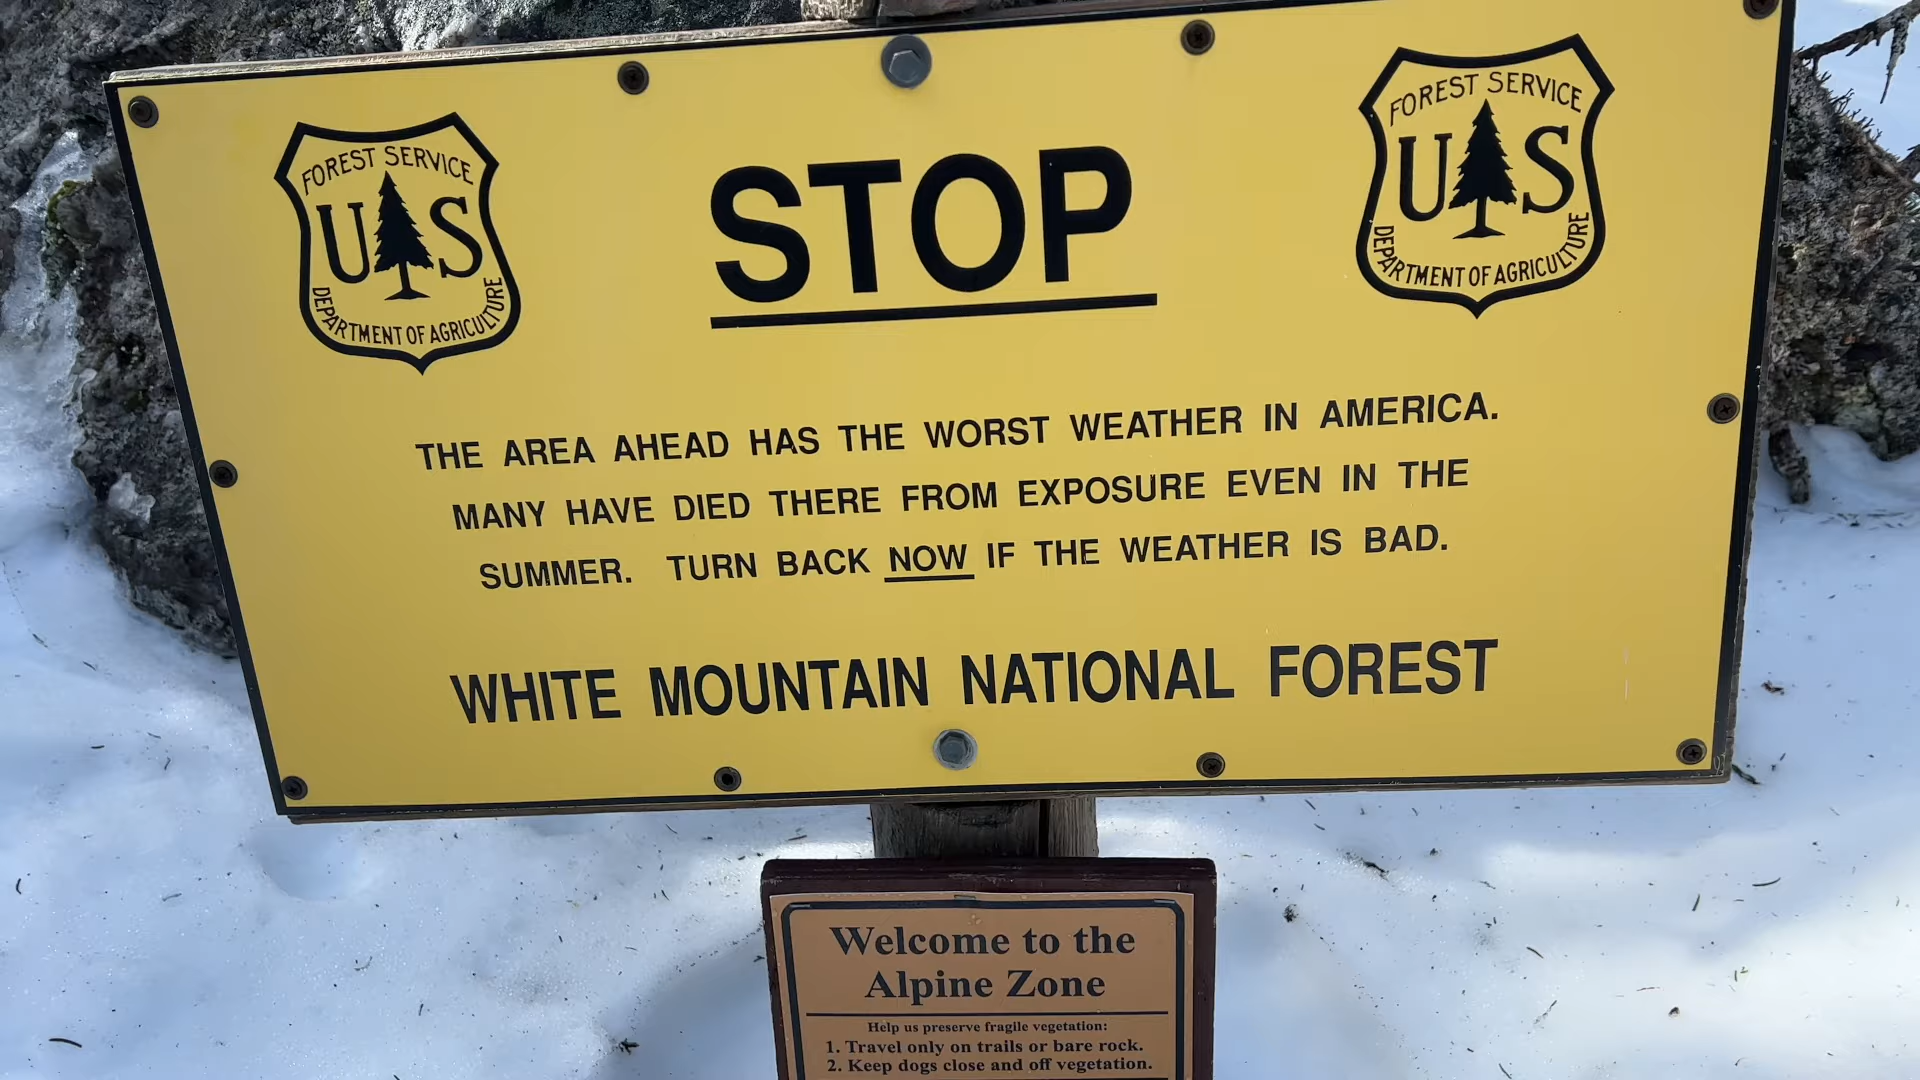 FOREST SERVICE
U S
DEPARTMENT OF AGRICULTURE
STOP
FOREST SERVICE
U S
DEPARTMENT OF AGRICULTURE
THE AREA AHEAD HAS THE WORST WEATHER IN AMERICA.
MANY HAVE DIED THERE FROM EXPOSURE EVEN IN THE
SUMMER. TURN BACK NOW IF THE WEATHER IS BAD.
WHITE MOUNTAIN NATIONAL FOREST
Welcome to the
Alpine Zone
Help us preserve fragile vegetation:
1. Travel only on trails or bare rock.
2. Keep dogs close and off vegetation.